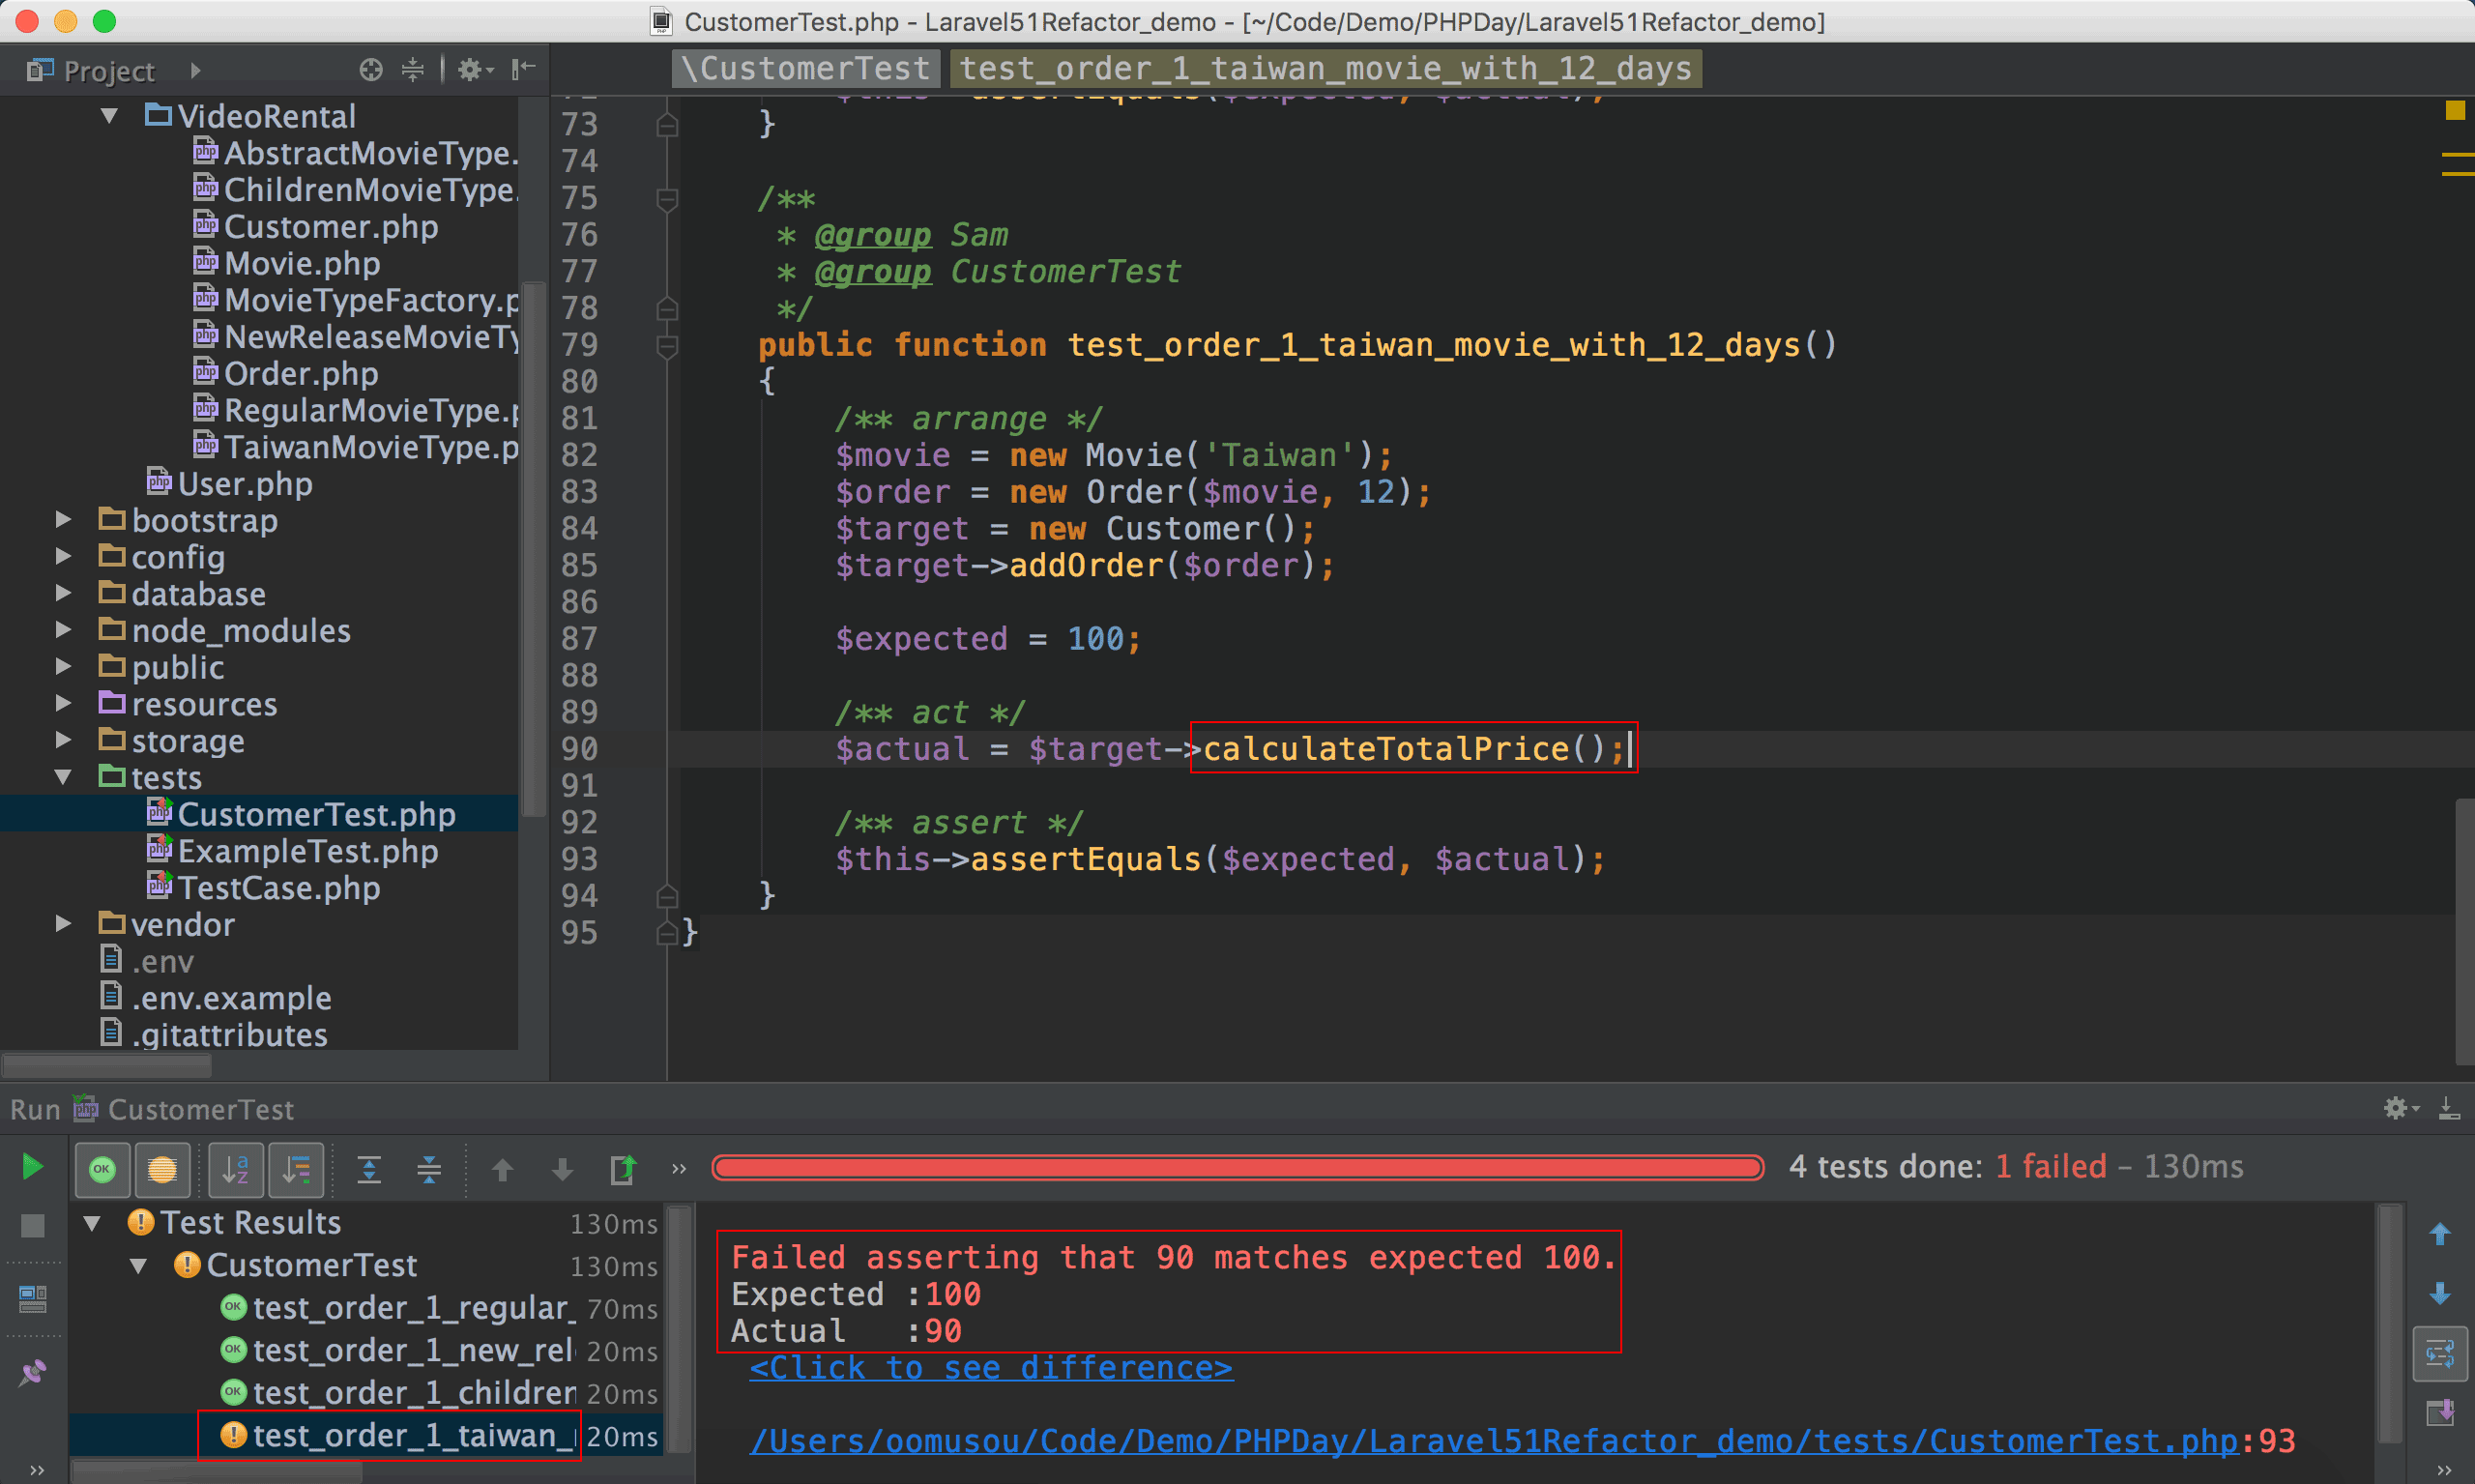 CustomerTest.php - Laravel51Refactor_demo - [~/Code/Demo/PHPDay/Laravel51Refactor_demo]
Project
VideoRental
AbstractMovieType.
ChildrenMovieType.
Customer.php
Movie.php
MovieTypeFactory.p
NewReleaseMovieTy
Order.php
RegularMovieType.p
TaiwanMovieType.p
User.php
bootstrap
config
database
node_modules
public
resources
storage
tests
CustomerTest.php
ExampleTest.php
TestCase.php
vendor
.env
.env.example
.gitattributes
\CustomerTest test_order_1_taiwan_movie_with_12_days
$this->assertEquals($expected, $actual);
73 }
74
75 /**
76 * @group Sam
77 * @group CustomerTest
78 */
79 public function test_order_1_taiwan_movie_with_12_days()
80 {
81 /** arrange */
82 $movie = new Movie('Taiwan');
83 $order = new Order($movie, 12);
84 $target = new Customer();
85 $target->addOrder($order);
86
87 $expected = 100;
88
89 /** act */
90 $actual = $target->calculateTotalPrice();
91
92 /** assert */
93 $this->assertEquals($expected, $actual);
94 }
95 }
Run CustomerTest
4 tests done: 1 failed – 130ms
Test Results 130ms
CustomerTest 130ms
OK test_order_1_regular_ 70ms
OK test_order_1_new_rel 20ms
OK test_order_1_children 20ms
test_order_1_taiwan_ 20ms
Failed asserting that 90 matches expected 100.
Expected :100
Actual :90
<Click to see difference>
/Users/oomusou/Code/Demo/PHPDay/Laravel51Refactor_demo/tests/CustomerTest.php:93